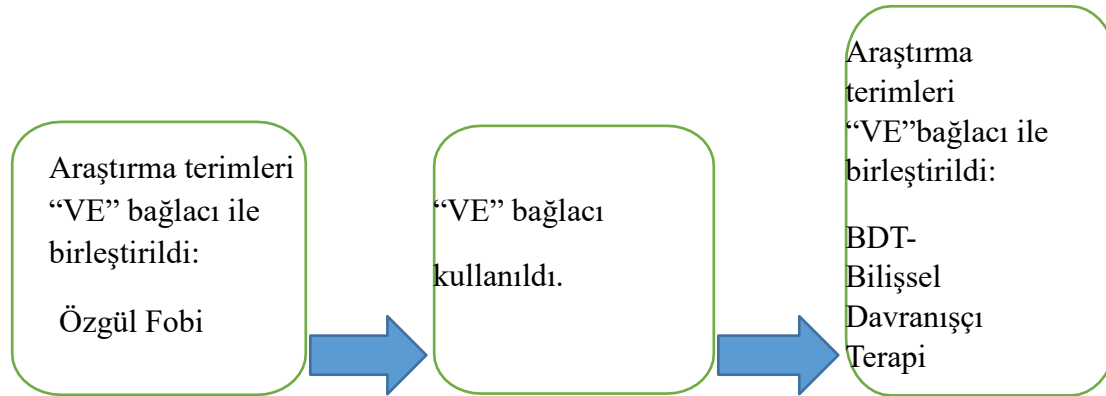 Araştırma terimleri
“VE” bağlacı ile
birleştirildi:
Özgül Fobi
“VE” bağlacı
kullanıldı.
Araştırma
terimleri
“VE”bağlacı ile
birleştirildi:
BDT-
Bilişsel
Davranışçı
Terapi